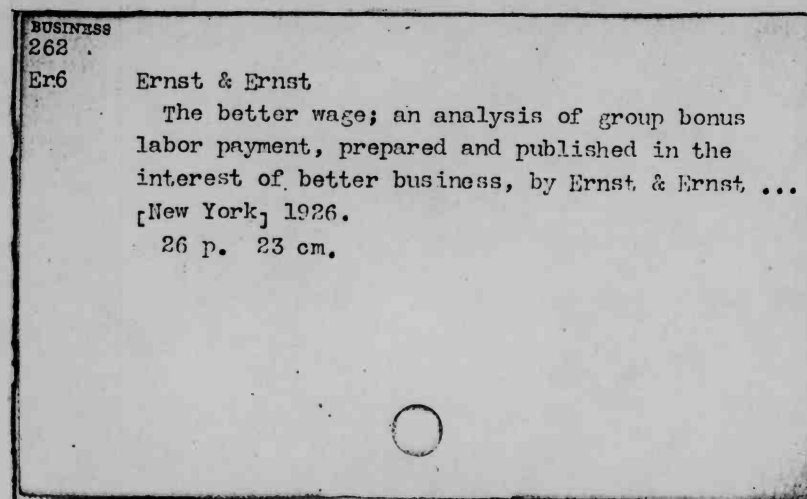 BUSINESS
262 .
Er6 Ernst & Ernst
The better wage; an analysis of group bonus
labor payment, prepared and published in the
interest of better business, by Ernst & Ernst ...
[New York] 1926.
26 p. 23 cm.